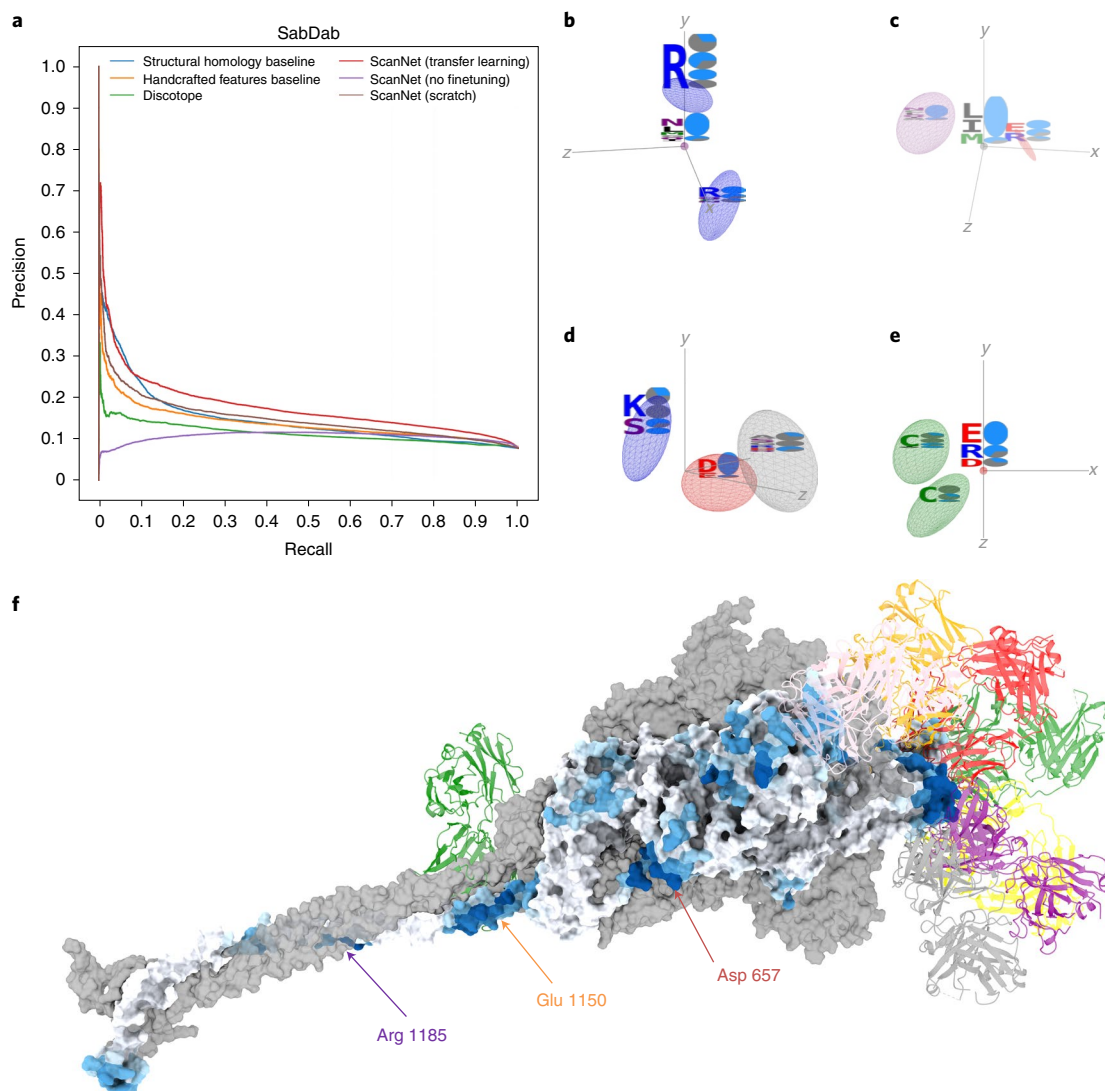 a
SabDab
Structural homology baseline
Handcrafted features baseline
Discotope
ScanNet (transfer learning)
ScanNet (no finetuning)
ScanNet (scratch)
Precision
1.0
0.9
0.8
0.7
0.6
0.5
0.4
0.3
0.2
0.1
0
0 0.1 0.2 0.3 0.4 0.5 0.6 0.7 0.8 0.9 1.0
Recall
b
y
R
N
z
R
x
c
y
L
I
M
E
R
x
z
d
y
K
S
D
E
z
e
y
E
R
D
C
C
x
z
f
Asp 657
Glu 1150
Arg 1185